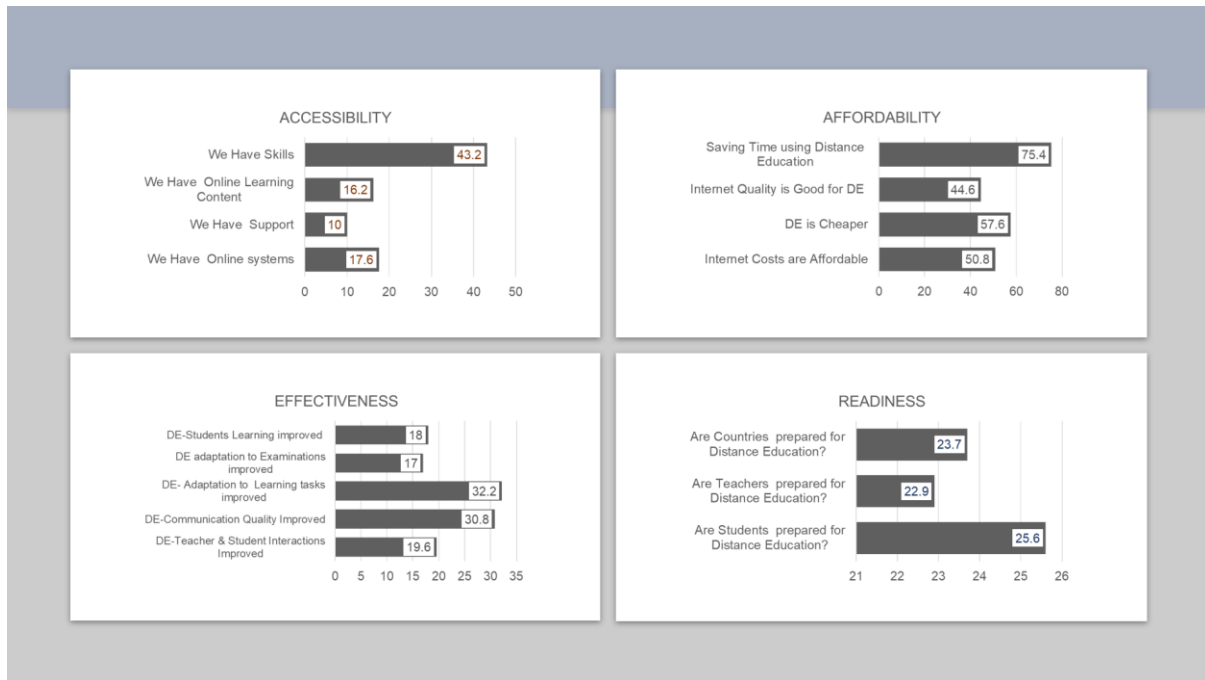 ACCESSIBILITY
We Have Skills
43.2
We Have Online Learning
Content
16.2
We Have Support
10
We Have Online systems
17.6
0 10 20 30 40 50
AFFORDABILITY
Saving Time using Distance
Education
75.4
Internet Quality is Good for DE
44.6
DE is Cheaper
57.6
Internet Costs are Affordable
50.8
0 20 40 60 80
EFFECTIVENESS
DE-Students Learning improved
18
DE adaptation to Examinations
improved
17
DE- Adaptation to Learning tasks
improved
32.2
DE-Communication Quality Improved
30.8
DE-Teacher & Student Interactions
Improved
19.6
0 5 10 15 20 25 30 35
READINESS
Are Countries prepared for
Distance Education?
23.7
Are Teachers prepared for
Distance Education?
22.9
Are Students prepared for
Distance Education?
25.6
21 22 23 24 25 26